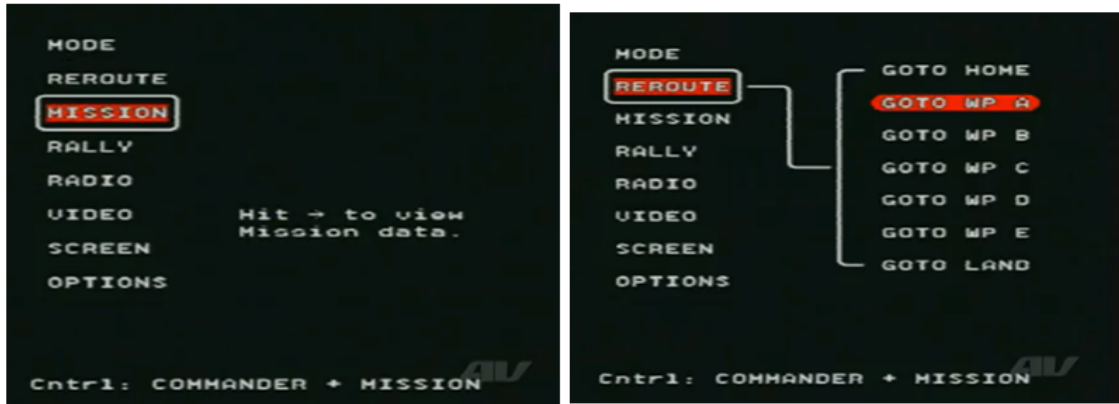 MODE
REROUTE
MISSION
RALLY
RADIO
VIDEO
SCREEN
OPTIONS
Hit → to view
Mission data.
Cntrl: COMMANDER + MISSION
AV
MODE
REROUTE
MISSION
RALLY
RADIO
VIDEO
SCREEN
OPTIONS
GOTO HOME
GOTO WP A
GOTO WP B
GOTO WP C
GOTO WP D
GOTO WP E
GOTO LAND
Cntrl: COMMANDER + MISSION
AV